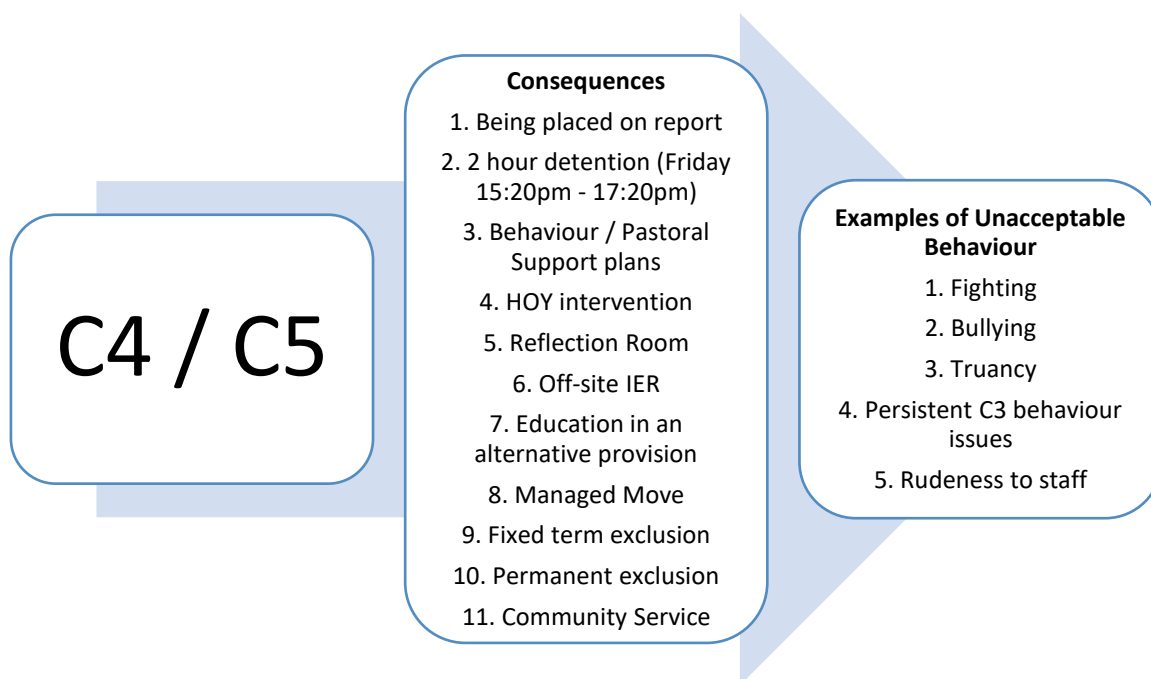 C4 / C5
Consequences
1. Being placed on report
2. 2 hour detention (Friday
15:20pm - 17:20pm)
3. Behaviour / Pastoral
Support plans
4. HOY intervention
5. Reflection Room
6. Off-site IER
7. Education in an
alternative provision
8. Managed Move
9. Fixed term exclusion
10. Permanent exclusion
11. Community Service
Examples of Unacceptable
Behaviour
1. Fighting
2. Bullying
3. Truancy
4. Persistent C3 behaviour
issues
5. Rudeness to staff